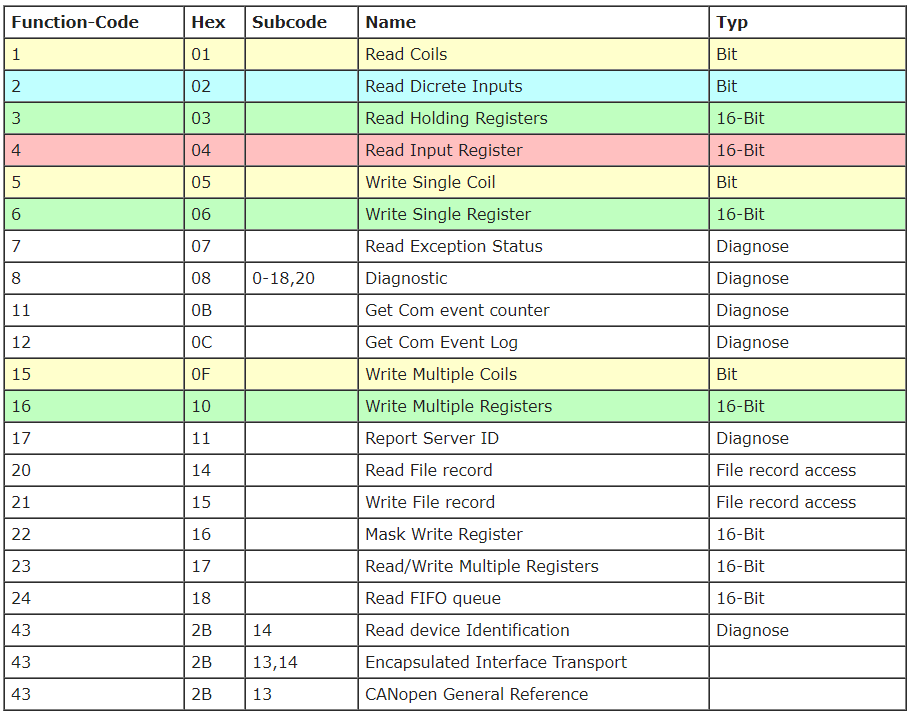 Function-Code Hex Subcode Name Typ
1 01 Read Coils Bit
2 02 Read Dicrete Inputs Bit
3 03 Read Holding Registers 16-Bit
4 04 Read Input Register 16-Bit
5 05 Write Single Coil Bit
6 06 Write Single Register 16-Bit
7 07 Read Exception Status Diagnose
8 08 0-18,20 Diagnostic Diagnose
11 0B Get Com event counter Diagnose
12 0C Get Com Event Log Diagnose
15 0F Write Multiple Coils Bit
16 10 Write Multiple Registers 16-Bit
17 11 Report Server ID Diagnose
20 14 Read File record File record access
21 15 Write File record File record access
22 16 Mask Write Register 16-Bit
23 17 Read/Write Multiple Registers 16-Bit
24 18 Read FIFO queue 16-Bit
43 2B 14 Read device Identification Diagnose
43 2B 13,14 Encapsulated Interface Transport
43 2B 13 CANopen General Reference